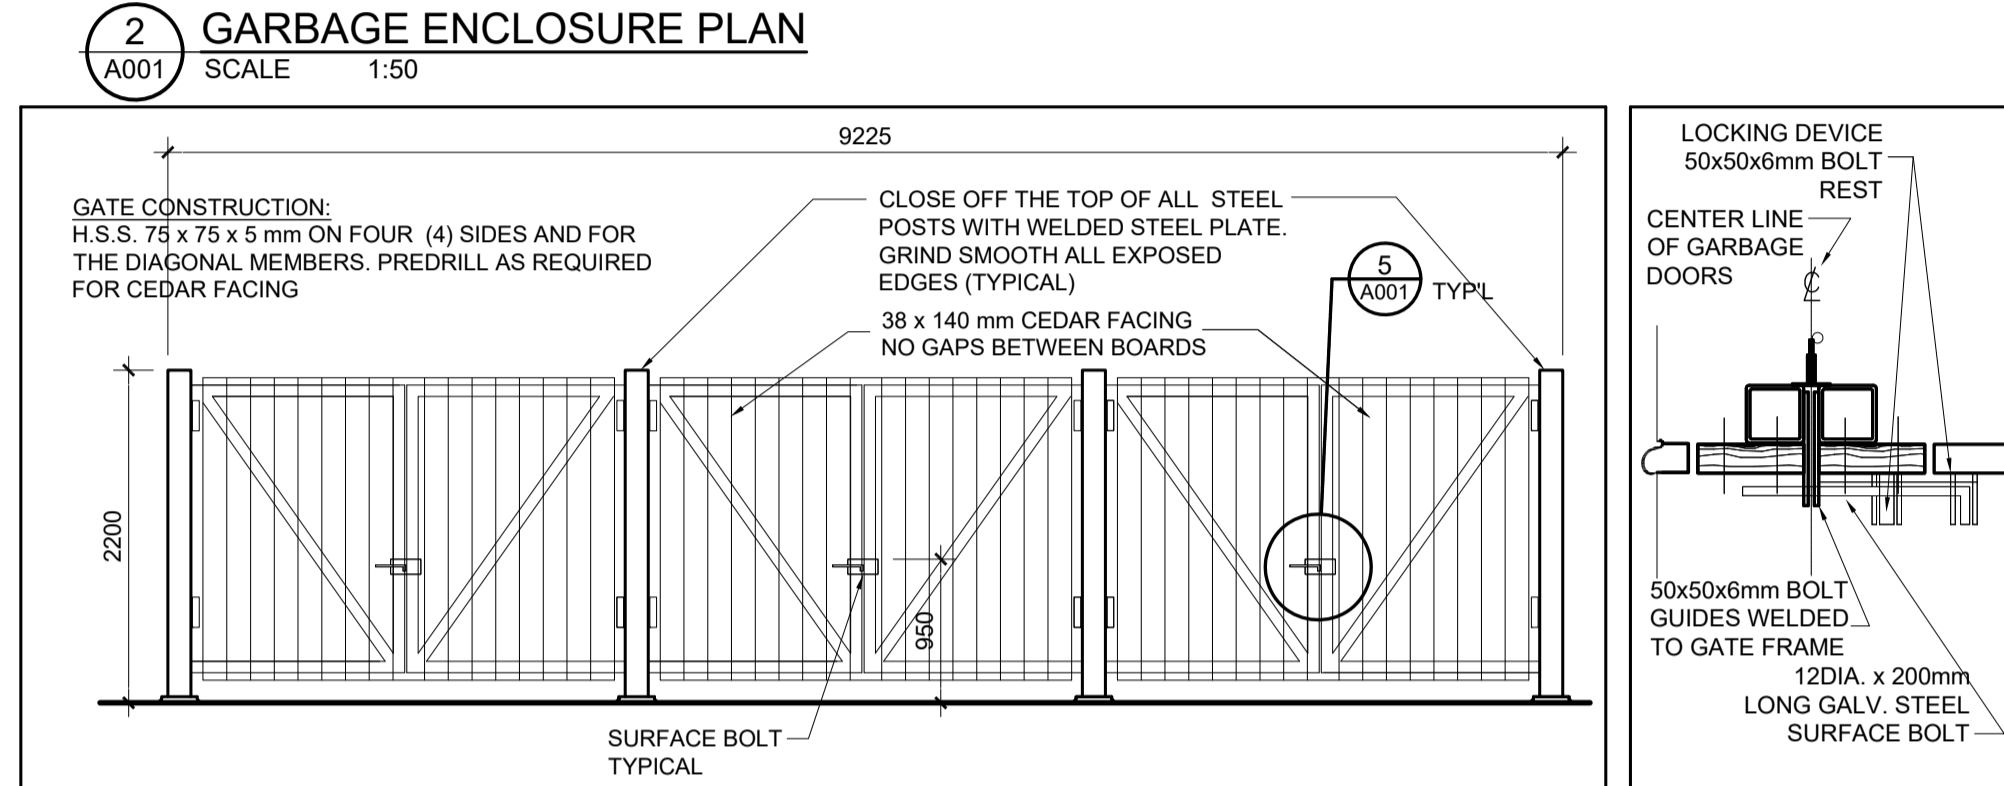 2
A001
GARBAGE ENCLOSURE PLAN
SCALE 1:50
9225
GATE CONSTRUCTION:
H.S.S. 75 x 75 x 5 mm ON FOUR (4) SIDES AND FOR
THE DIAGONAL MEMBERS. PREDRILL AS REQUIRED
FOR CEDAR FACING
CLOSE OFF THE TOP OF ALL STEEL
POSTS WITH WELDED STEEL PLATE.
GRIND SMOOTH ALL EXPOSED
EDGES (TYPICAL)
38 x 140 mm CEDAR FACING
NO GAPS BETWEEN BOARDS
5
A001
TYP'L
2200
950
SURFACE BOLT
TYPICAL
LOCKING DEVICE
50x50x6mm BOLT
REST
CENTER LINE
OF GARBAGE
DOORS
℄
50x50x6mm BOLT
GUIDES WELDED
TO GATE FRAME
12DIA. x 200mm
LONG GALV. STEEL
SURFACE BOLT